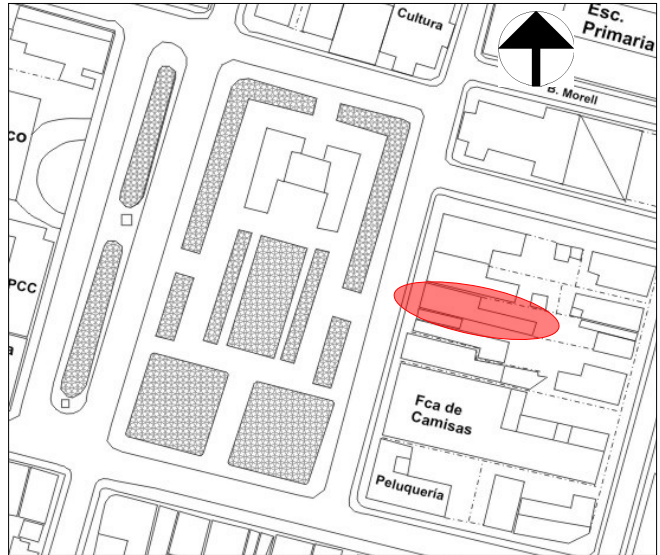 Cultura
Esc.
Primaria
B. Morell
co
PCC
a
Fca de
Camisas
Peluquería